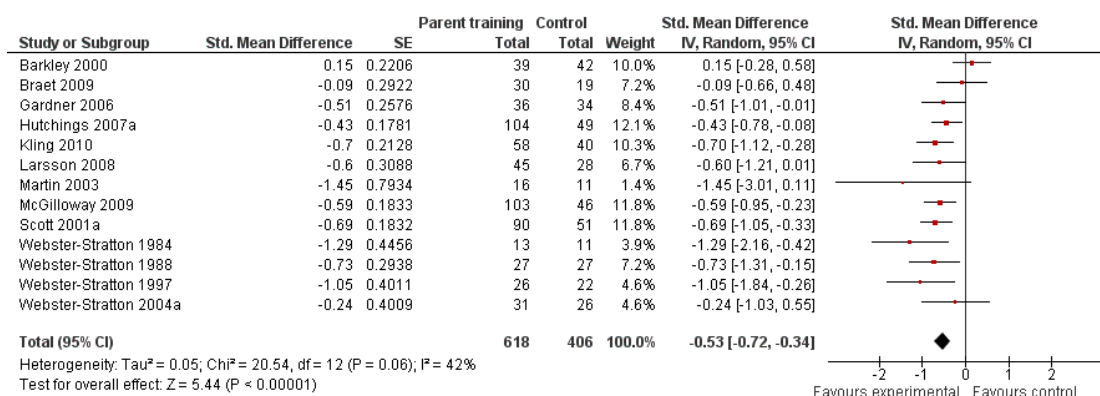 Parent training Control Std. Mean Difference Std. Mean Difference
Study or Subgroup Std. Mean Difference SE Total Total Weight IV, Random, 95% CI IV, Random, 95% CI
Barkley 2000 0.15 0.2206 39 42 10.0% 0.15 [-0.28, 0.58]
Braet 2009 -0.09 0.2922 30 19 7.2% -0.09 [-0.66, 0.48]
Gardner 2006 -0.51 0.2576 36 34 8.4% -0.51 [-1.01, -0.01]
Hutchings 2007a -0.43 0.1781 104 49 12.1% -0.43 [-0.78, -0.08]
Kling 2010 -0.7 0.2128 58 40 10.3% -0.70 [-1.12, -0.28]
Larsson 2008 -0.6 0.3088 45 28 6.7% -0.60 [-1.21, 0.01]
Martin 2003 -1.45 0.7934 16 11 1.4% -1.45 [-3.01, 0.11]
McGilloway 2009 -0.59 0.1833 103 46 11.8% -0.59 [-0.95, -0.23]
Scott 2001a -0.69 0.1832 90 51 11.8% -0.69 [-1.05, -0.33]
Webster-Stratton 1984 -1.29 0.4456 13 11 3.9% -1.29 [-2.16, -0.42]
Webster-Stratton 1988 -0.73 0.2938 27 27 7.2% -0.73 [-1.31, -0.15]
Webster-Stratton 1997 -1.05 0.4011 26 22 4.6% -1.05 [-1.84, -0.26]
Webster-Stratton 2004a -0.24 0.4009 31 26 4.6% -0.24 [-1.03, 0.55]
Total (95% CI) 618 406 100.0% -0.53 [-0.72, -0.34]
Heterogeneity: Tau² = 0.05; Chi² = 20.54, df = 12 (P = 0.06); I² = 42%
Test for overall effect: Z = 5.44 (P < 0.00001)
-2 -1 0 1 2
Favours experimental Favours control